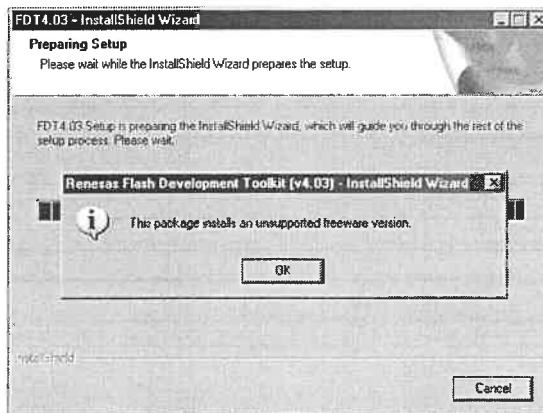 FDT4.03 - InstallShield Wizard
Preparing Setup
Please wait while the InstallShield Wizard prepares the setup.
FDT4.03 Setup is preparing the InstallShield Wizard, which will guide you through the rest of the
setup process. Please wait.
Renesas Flash Development Toolkit (v4.03) - InstallShield Wizard
This package installs an unsupported freeware version.
OK
InstallShield
Cancel